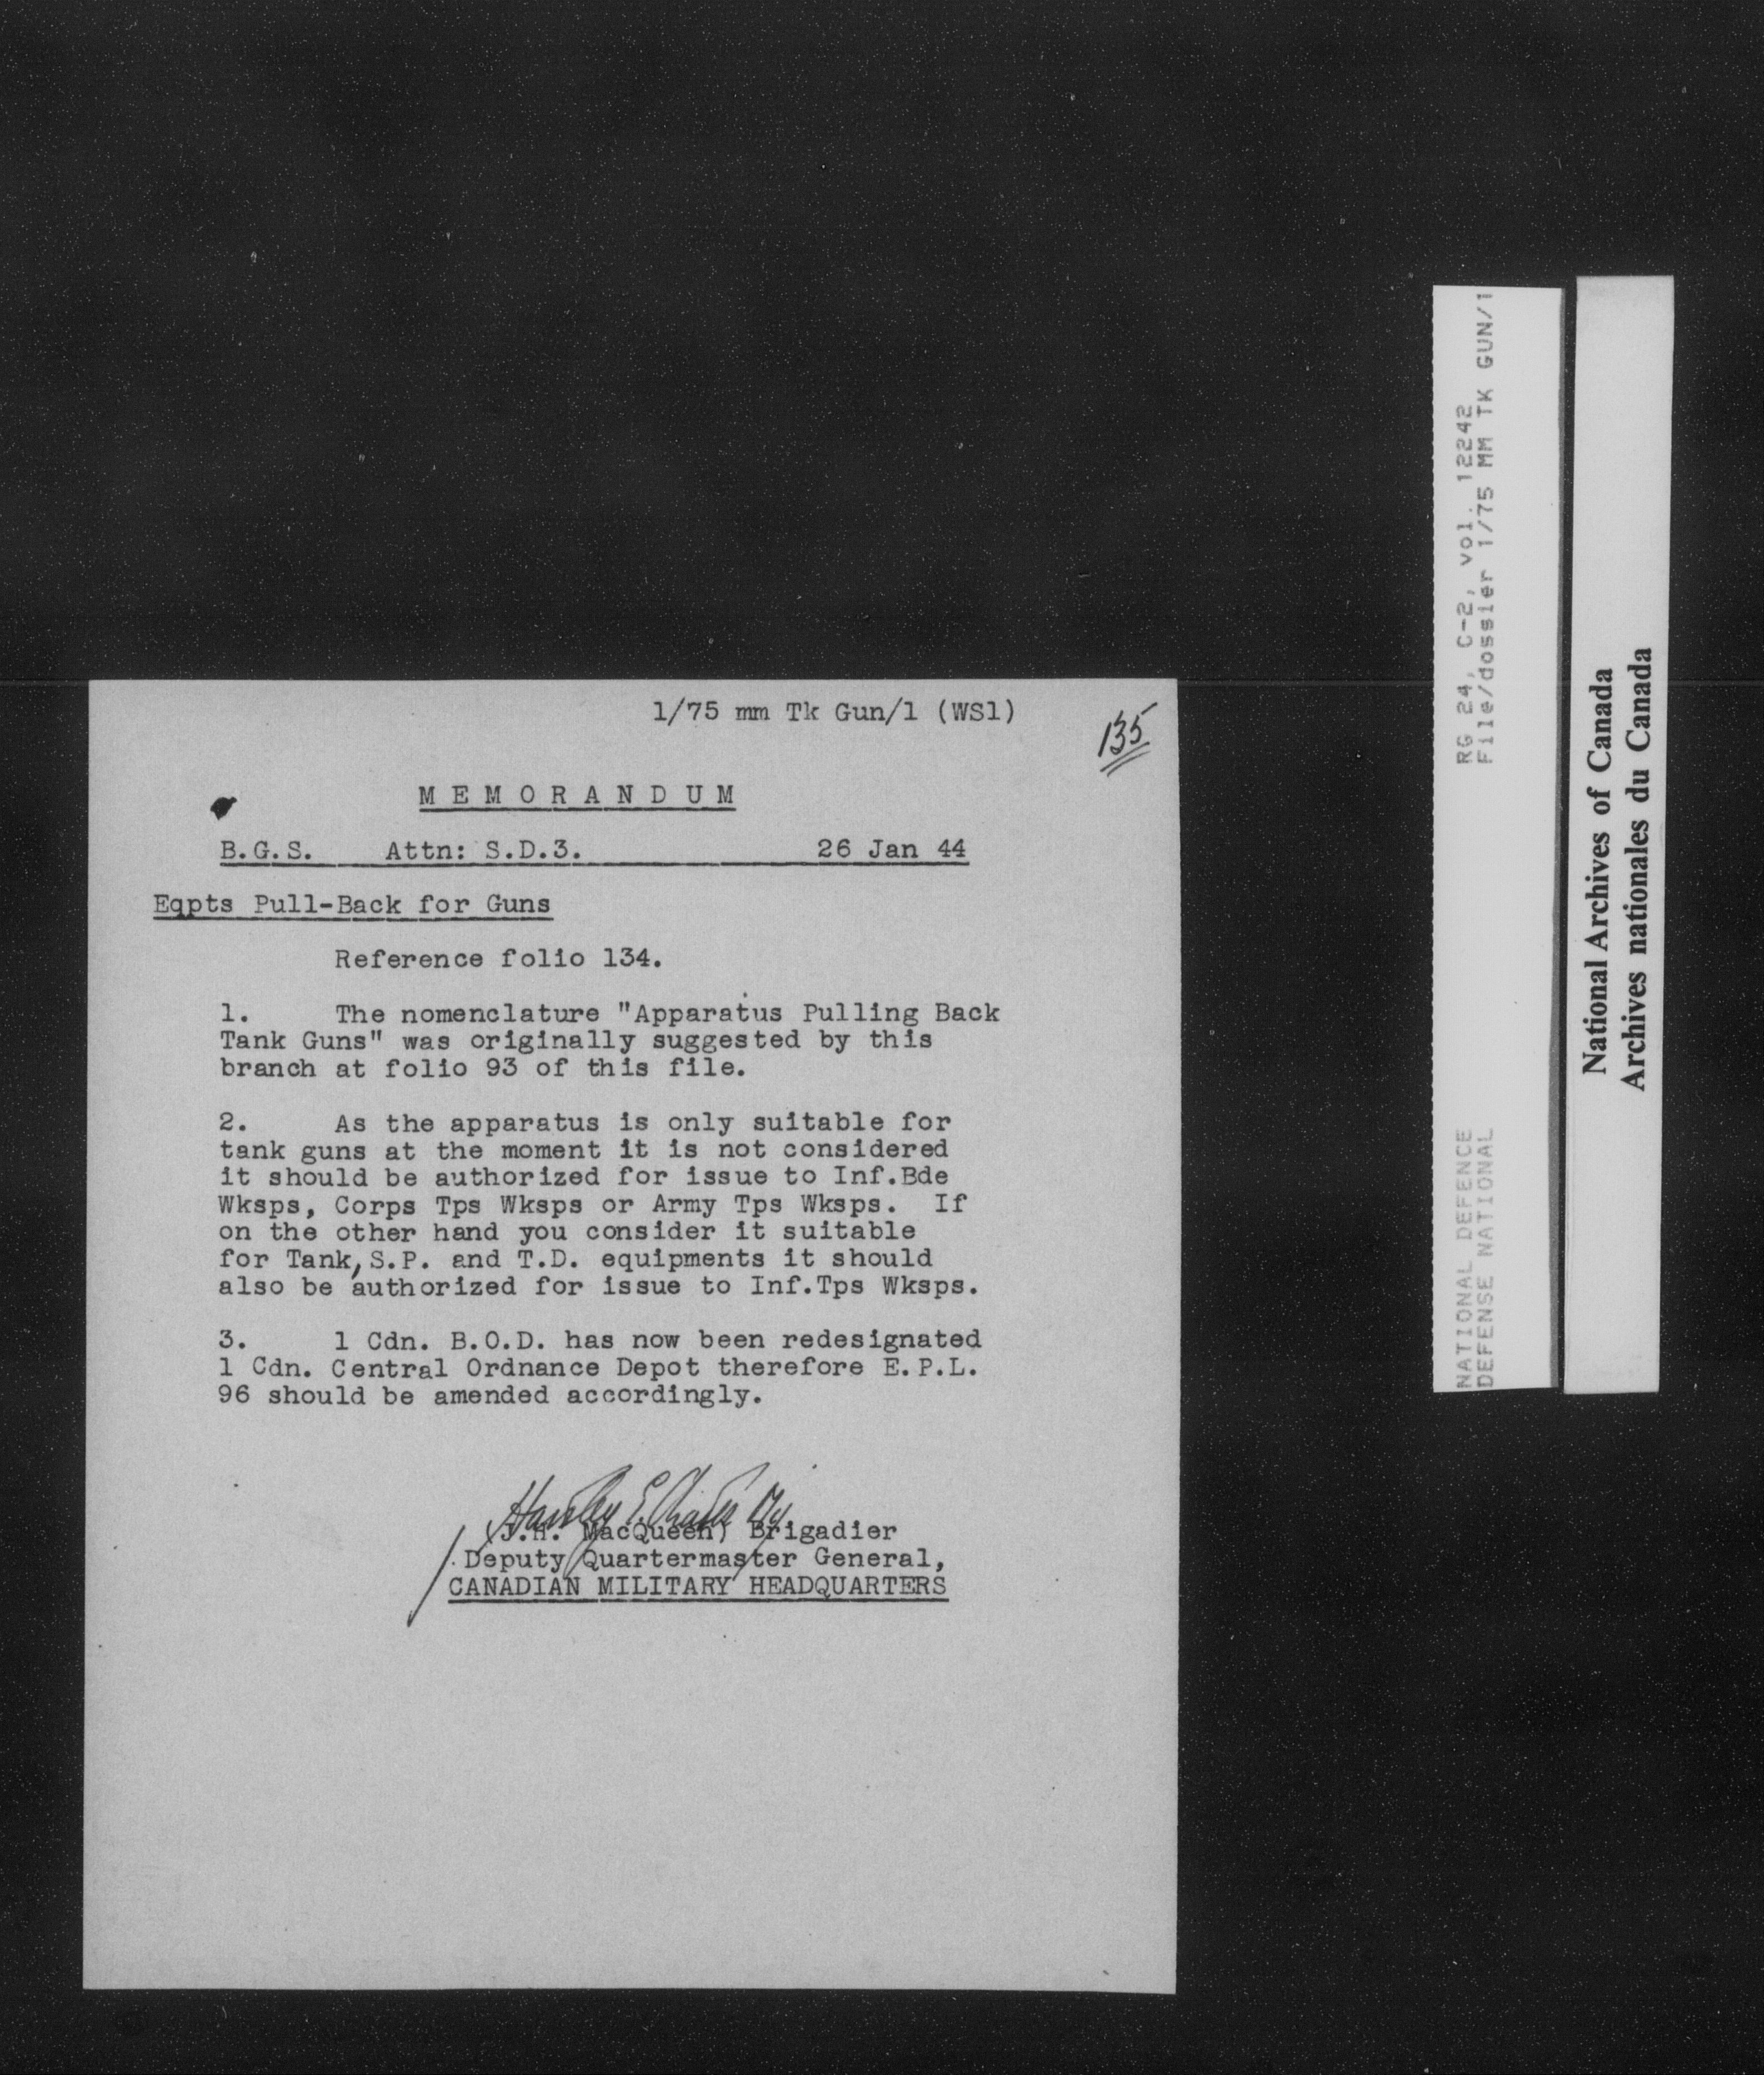 1/75 mm Tk Gun/1 (WS1)
135
M E M O R A N D U M
B.G.S. Attn: S.D.3. 26 Jan 44
Eqpts Pull-Back for Guns
Reference folio 134.
1. The nomenclature "Apparatus Pulling Back
Tank Guns" was originally suggested by this
branch at folio 93 of this file.
2. As the apparatus is only suitable for
tank guns at the moment it is not considered
it should be authorized for issue to Inf.Bde
Wksps, Corps Tps Wksps or Army Tps Wksps. If
on the other hand you consider it suitable
for Tank, S.P. and T.D. equipments it should
also be authorized for issue to Inf.Tps Wksps.
3. 1 Cdn. B.O.D. has now been redesignated
1 Cdn. Central Ordnance Depot therefore E.P.L.
96 should be amended accordingly.
(J.H. MacQueen) Brigadier
Deputy Quartermaster General,
CANADIAN MILITARY HEADQUARTERS
NATIONAL DEFENCE RG 24, C-2, vol. 12242
DEFENSE NATIONAL File/dossier 1/75 MM TK GUN/1
National Archives of Canada
Archives nationales du Canada